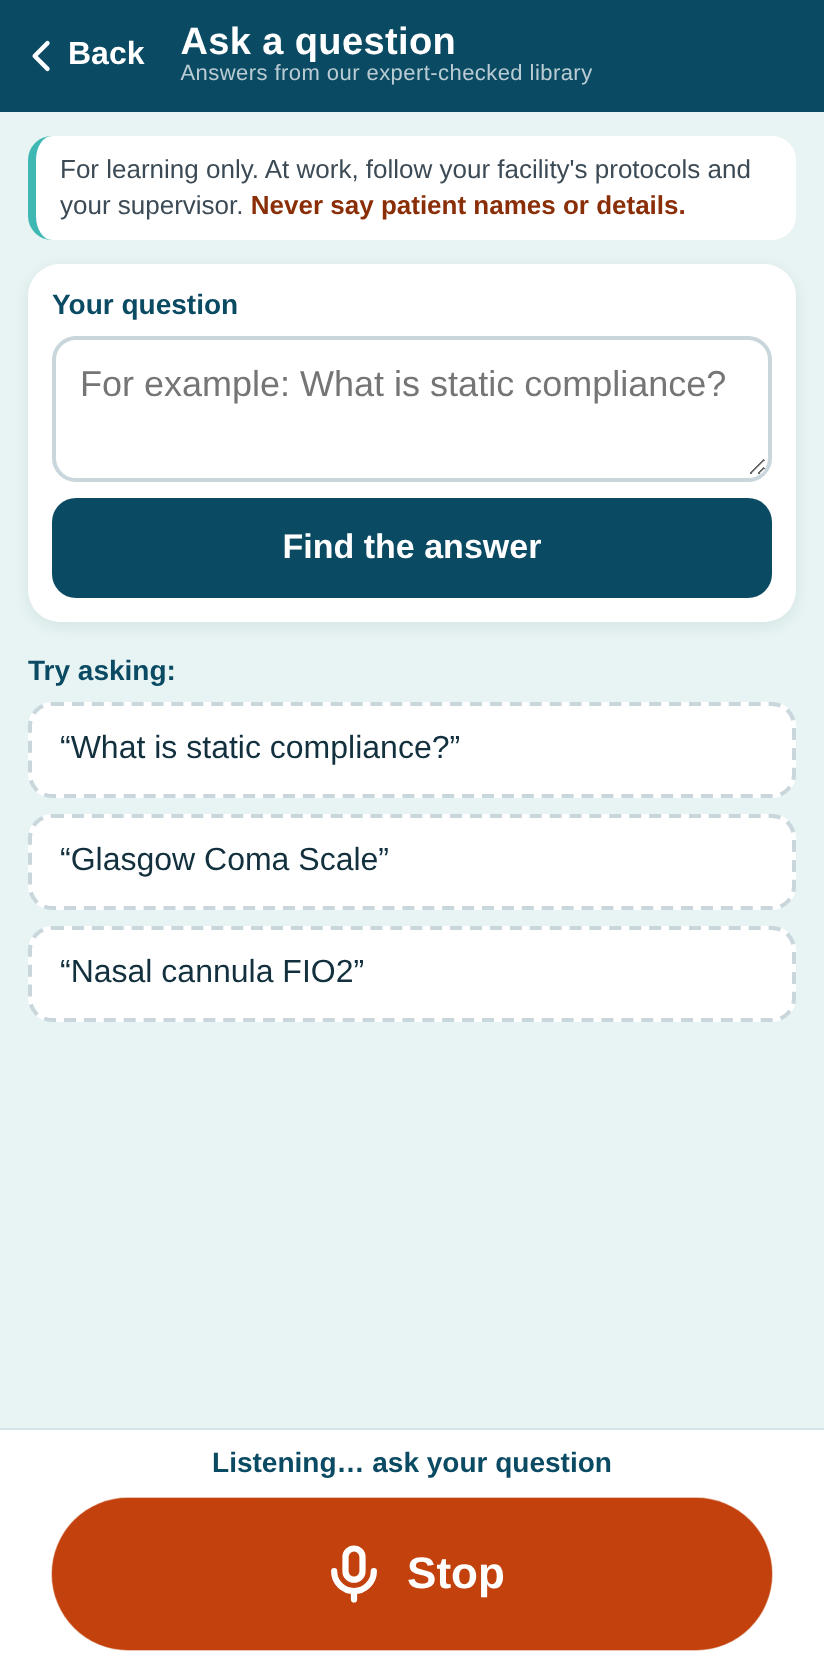 Back
Ask a question
Answers from our expert-checked library
For learning only. At work, follow your facility's protocols and
your supervisor. Never say patient names or details.
Your question
For example: What is static compliance?
Find the answer
Try asking:
“What is static compliance?”
“Glasgow Coma Scale”
“Nasal cannula FIO2”
Listening… ask your question
Stop